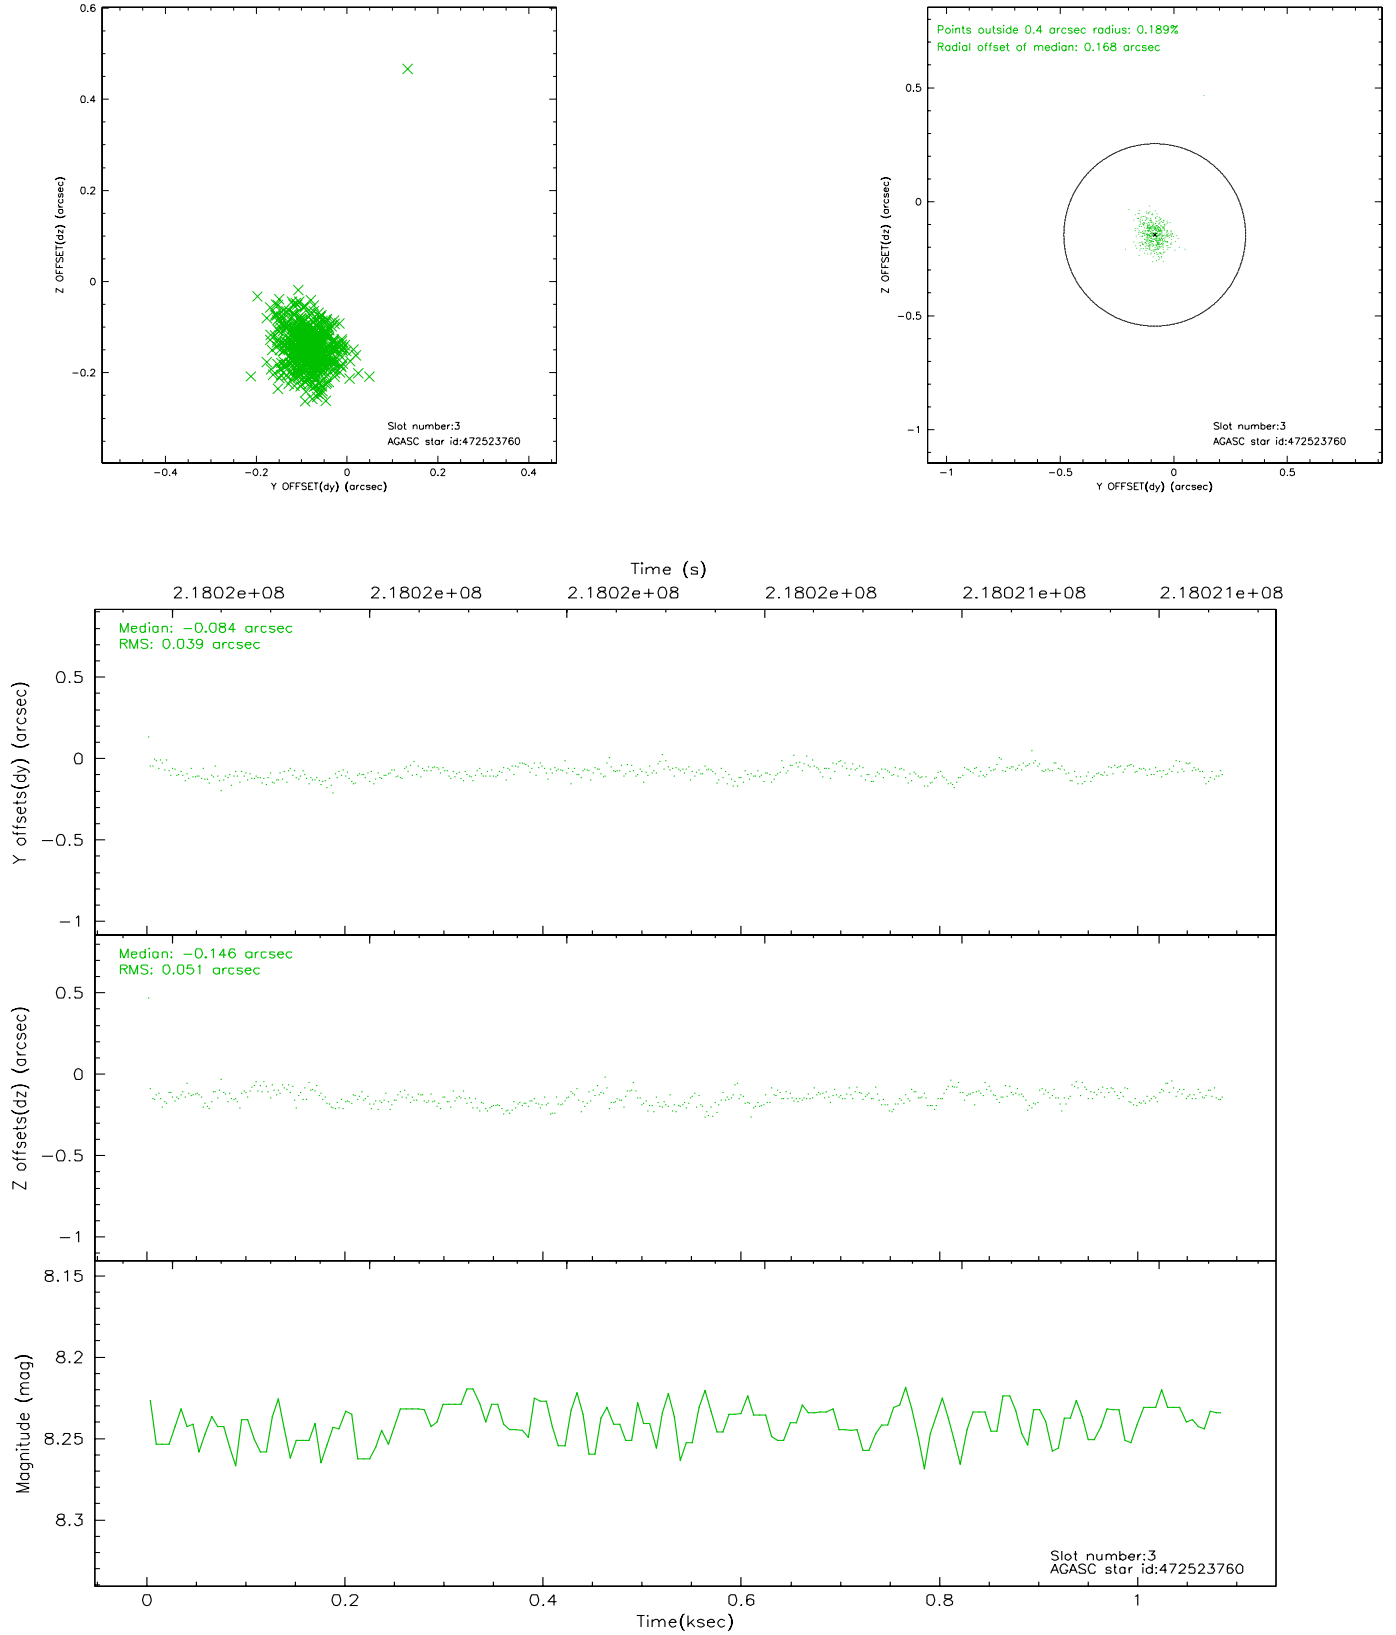 0.6
0.4
0.2
0
−0.2
Z OFFSET(dz) (arcsec)
Slot number:3
AGASC star id:472523760
−0.4 −0.2 0 0.2 0.4
Y OFFSET(dy) (arcsec)
Points outside 0.4 arcsec radius: 0.189%
Radial offset of median: 0.168 arcsec
0.5
0
−0.5
−1
Z OFFSET(dz) (arcsec)
Slot number:3
AGASC star id:472523760
−1 −0.5 0 0.5
Y OFFSET(dy) (arcsec)
Time (s)
2.1802e+08 2.1802e+08 2.1802e+08 2.1802e+08 2.18021e+08 2.18021e+08
Median: −0.084 arcsec
RMS: 0.039 arcsec
0.5
0
−0.5
−1
Y offsets(dy) (arcsec)
Median: −0.146 arcsec
RMS: 0.051 arcsec
0.5
0
−0.5
−1
Z offsets(dz) (arcsec)
8.15
8.2
8.25
8.3
Magnitude (mag)
Slot number:3
AGASC star id:472523760
0 0.2 0.4 0.6 0.8 1
Time(ksec)